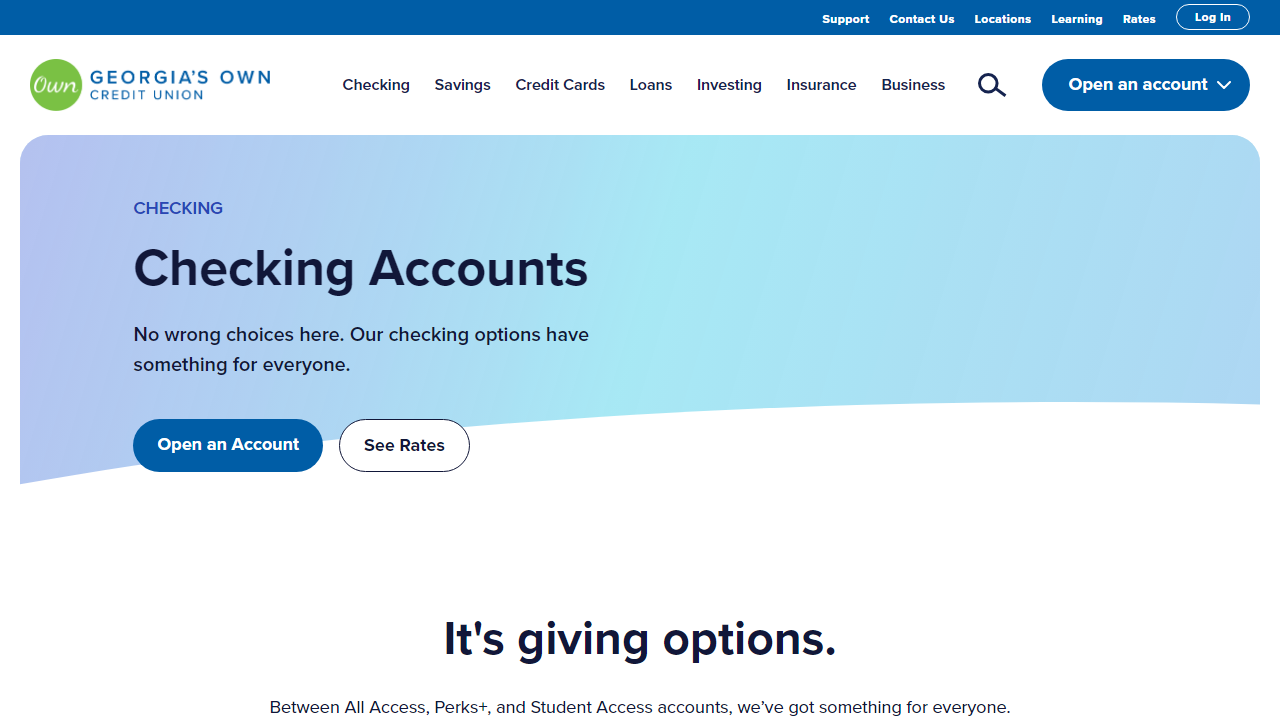 Support Contact Us Locations Learning Rates Log In
Own GEORGIA'S OWN
CREDIT UNION
Checking Savings Credit Cards Loans Investing Insurance Business Open an account
CHECKING
Checking Accounts
No wrong choices here. Our checking options have
something for everyone.
Open an Account See Rates
It's giving options.
Between All Access, Perks+, and Student Access accounts, we’ve got something for everyone.